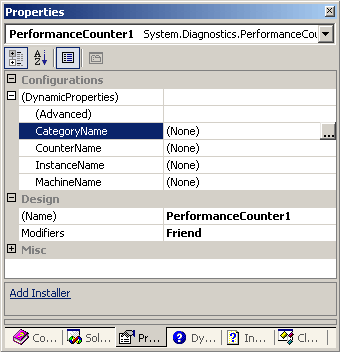 Properties
PerformanceCounter1 System.Diagnostics.PerformanceCou
Configurations
(DynamicProperties)
(Advanced)
CategoryName (None) ...
CounterName (None)
InstanceName (None)
MachineName (None)
Design
(Name) PerformanceCounter1
Modifiers Friend
Misc
Add Installer
Co... Sol... Pr... Dy... In... Cl...